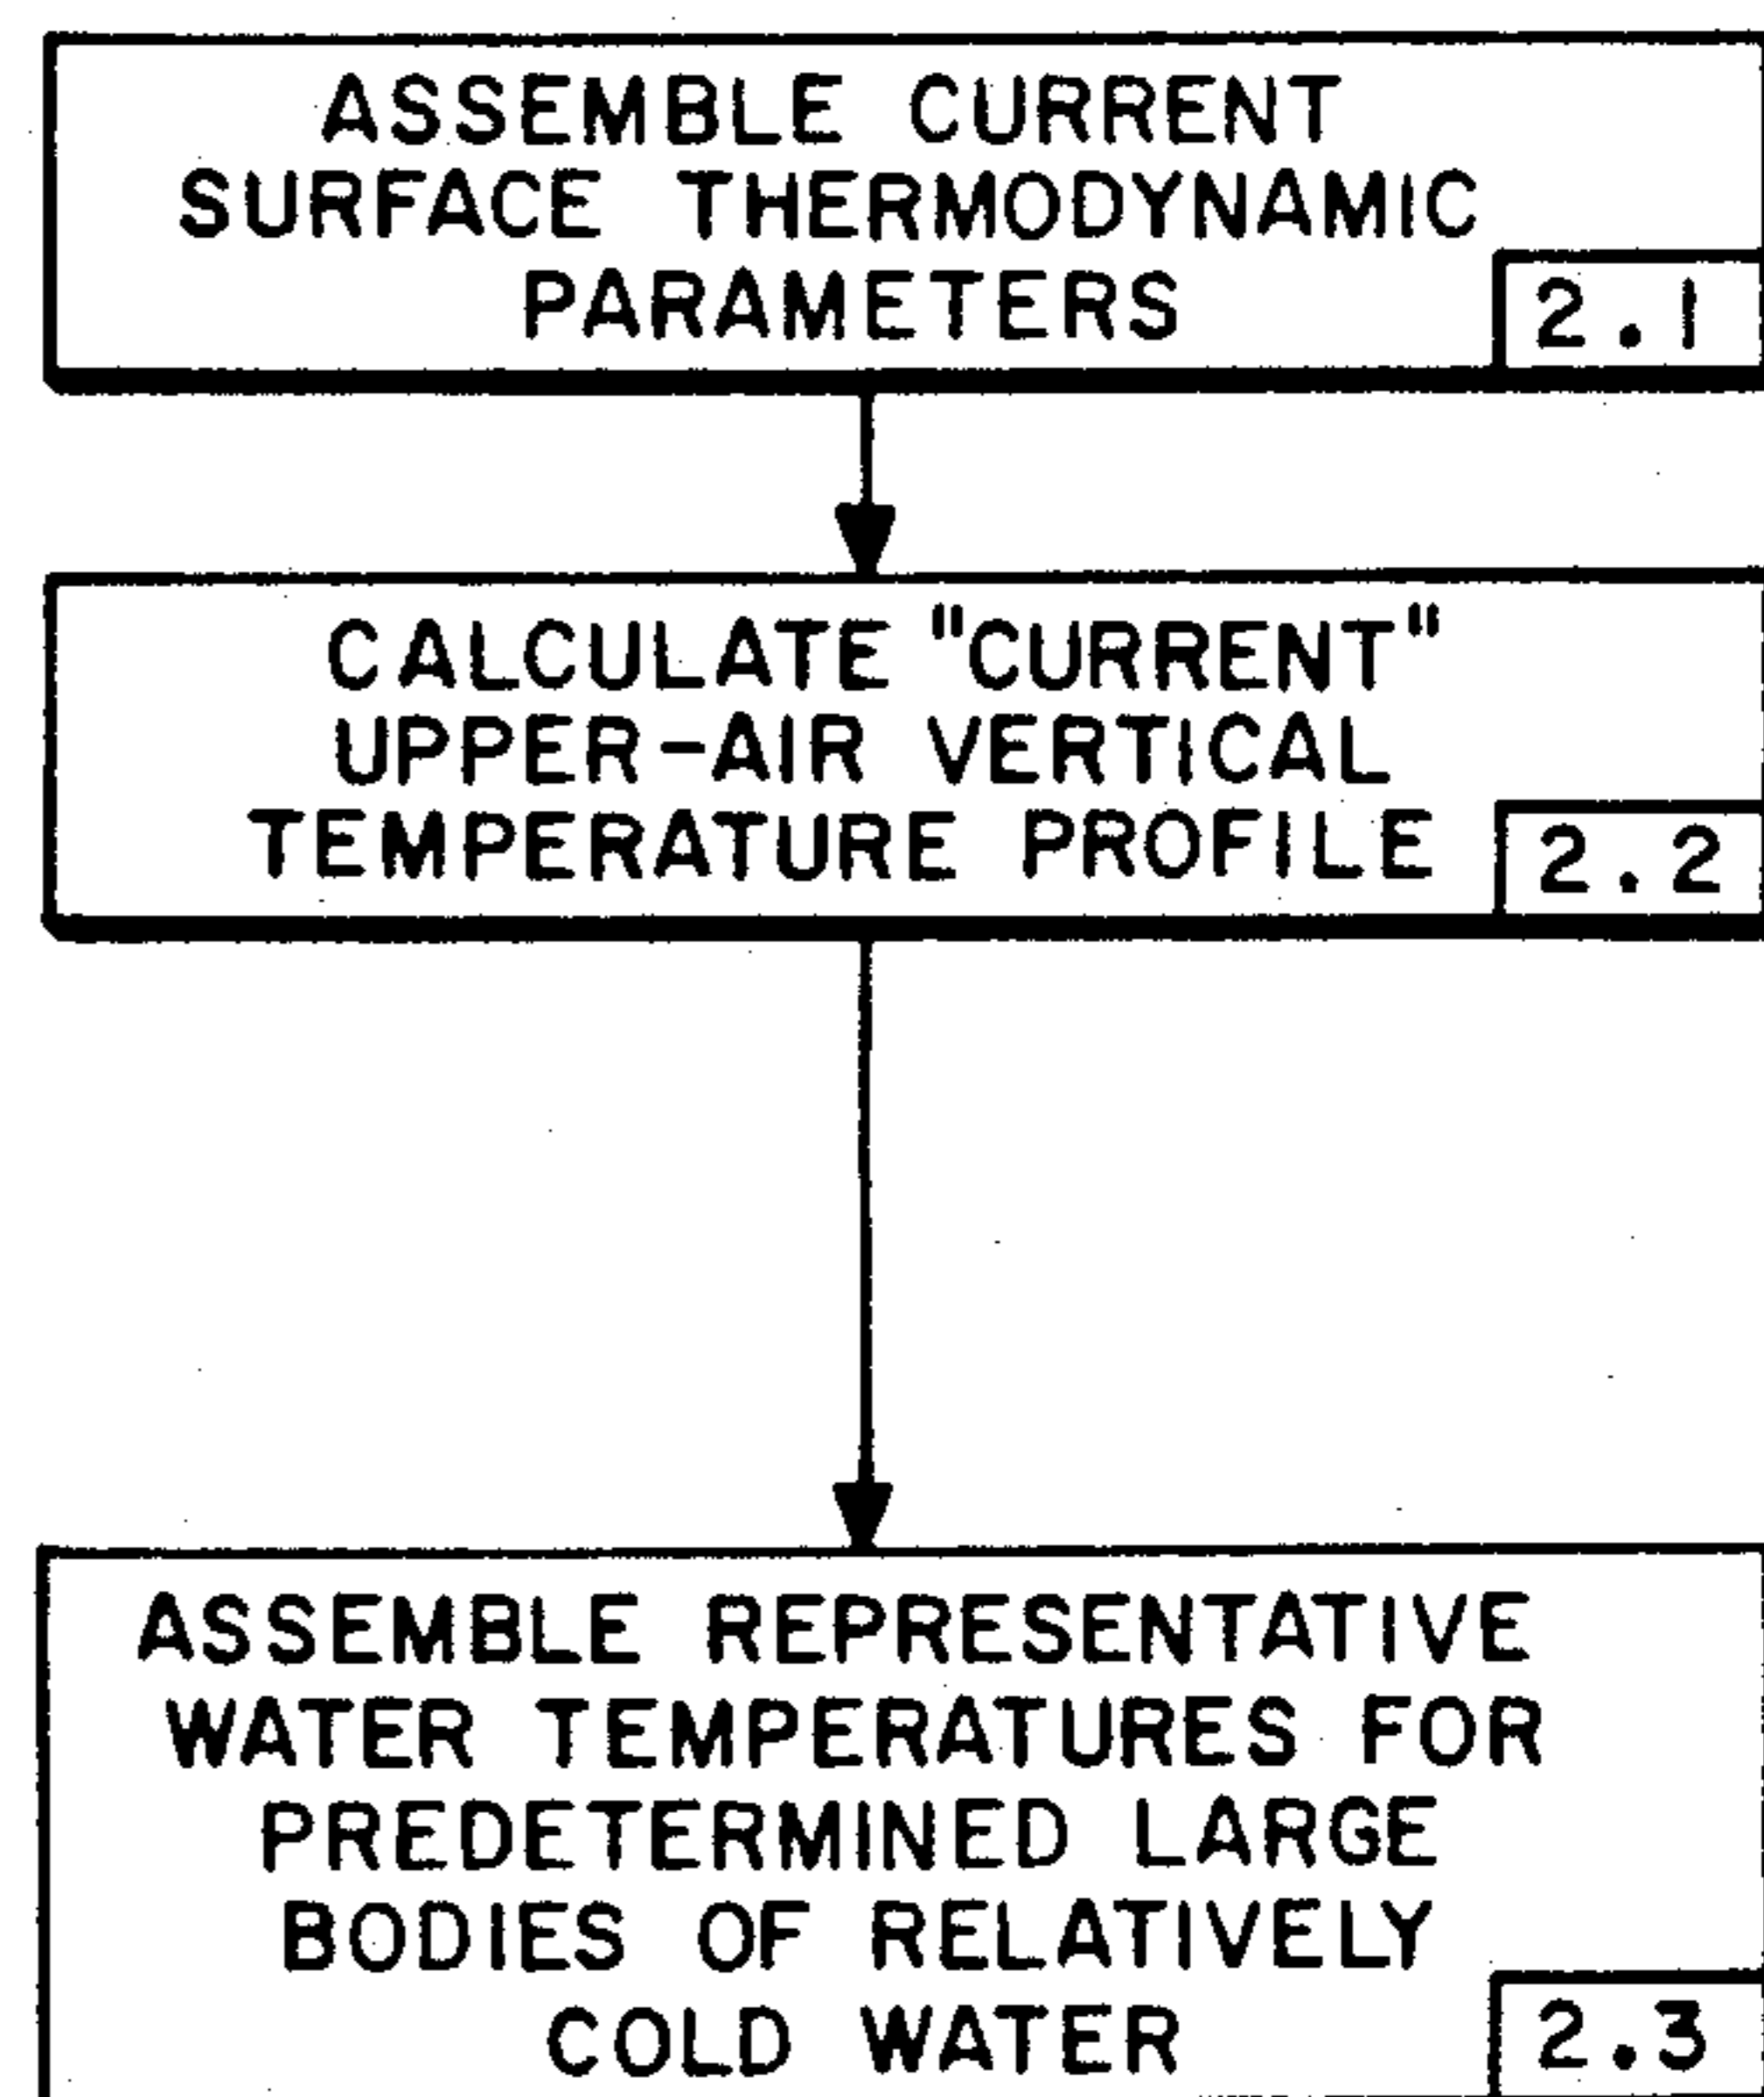 ASSEMBLE CURRENT
SURFACE THERMODYNAMIC
PARAMETERS
2.1
CALCULATE "CURRENT"
UPPER-AIR VERTICAL
TEMPERATURE PROFILE
2.2
ASSEMBLE REPRESENTATIVE
WATER TEMPERATURES FOR
PREDETERMINED LARGE
BODIES OF RELATIVELY
COLD WATER
2.3